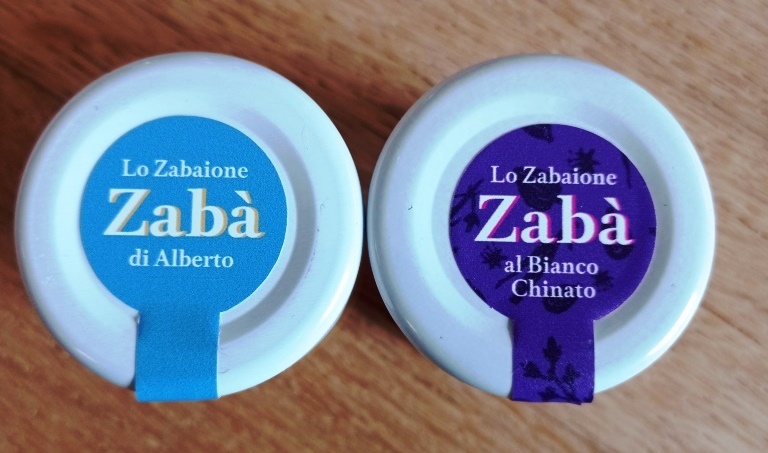 Lo Zabaione
Zabà
di Alberto
Lo Zabaione
Zabà
al Bianco
Chinato